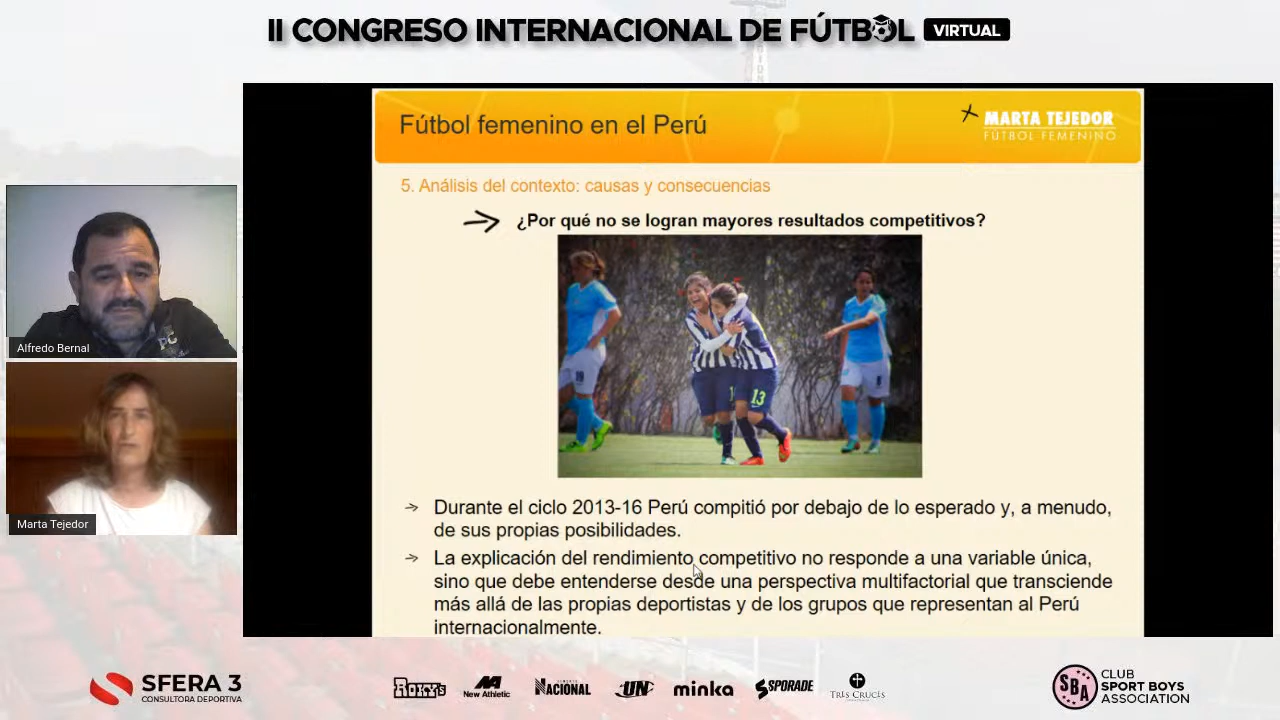 II CONGRESO INTERNACIONAL DE FÚTBOL VIRTUAL
Fútbol femenino en el Perú
MARTA TEJEDOR
FÚTBOL FEMENINO
5. Análisis del contexto: causas y consecuencias
¿Por qué no se logran mayores resultados competitivos?
13
Alfredo Bernal
Marta Tejedor
Durante el ciclo 2013-16 Perú compitió por debajo de lo esperado y, a menudo,
de sus propias posibilidades.
La explicación del rendimiento competitivo no responde a una variable única,
sino que debe entenderse desde una perspectiva multifactorial que transciende
más allá de las propias deportistas y de los grupos que representan al Perú
internacionalmente.
SFERA 3
CONSULTORA DEPORTIVA
ROKY'S
New Athletic
NACIONAL
UN
minka
SPORADE
TRES CRUCES
SBA
CLUB
SPORT BOYS
ASSOCIATION